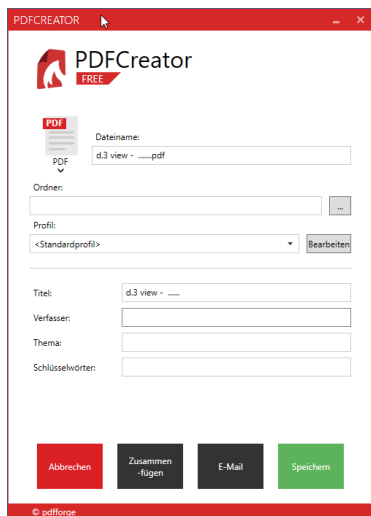 PDFCREATOR
PDFCreator
FREE
PDF
PDF
Dateiname:
d.3 view - ......pdf
Ordner:
...
Profil:
<Standardprofil>
Bearbeiten
Titel:
d.3 view - ......
Verfasser:
Thema:
Schlüsselwörter:
Abbrechen
Zusammen
-fügen
E-Mail
Speichern
© pdfforge